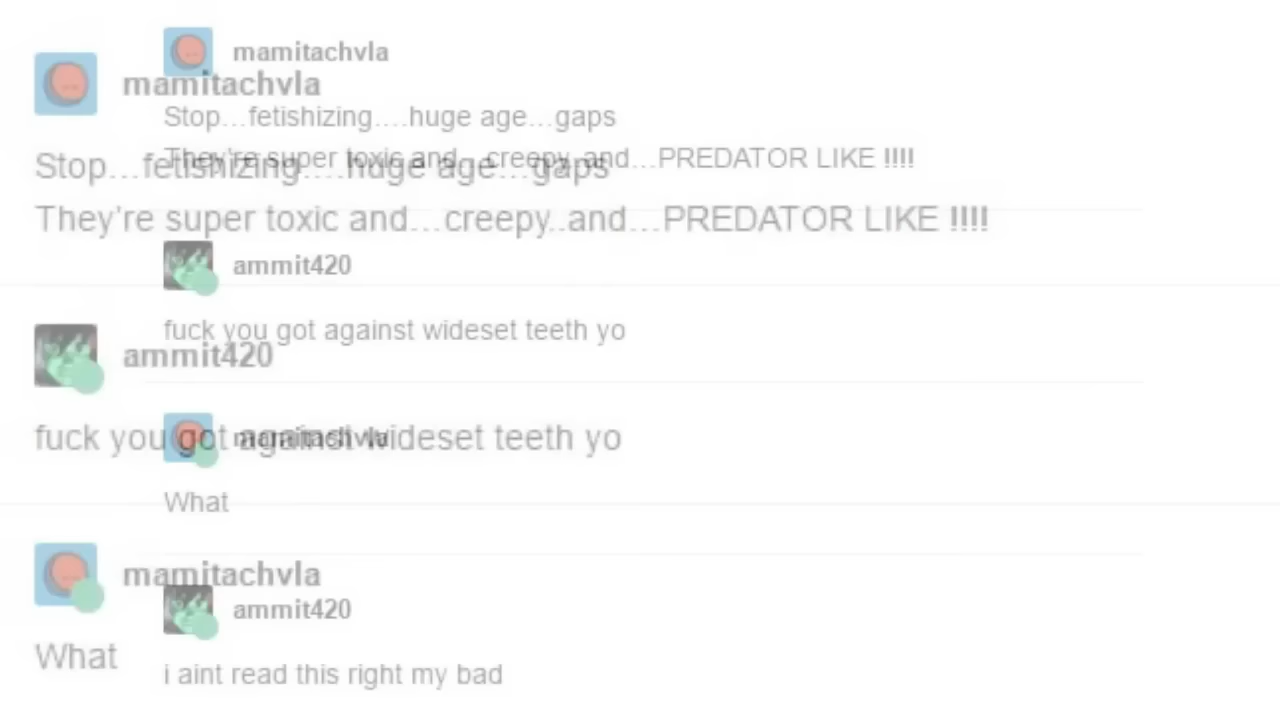 mamitachvla
Stop...fetishizing....huge age...gaps
They're super toxic and...creepy..and...PREDATOR LIKE !!!!
ammit420
fuck you got against wideset teeth yo
mamitachvla
What
ammit420
i aint read this right my bad
mamitachvla
Stop...fetishizing....huge age...gaps
They're super toxic and...creepy..and...PREDATOR LIKE !!!!
ammit420
fuck you got against wideset teeth yo
mamitachvla
What